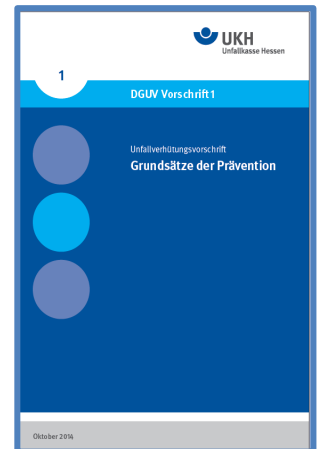 UKH
Unfallkasse Hessen
1
DGUV Vorschrift 1
Unfallverhütungsvorschrift
Grundsätze der Prävention
Oktober 2014